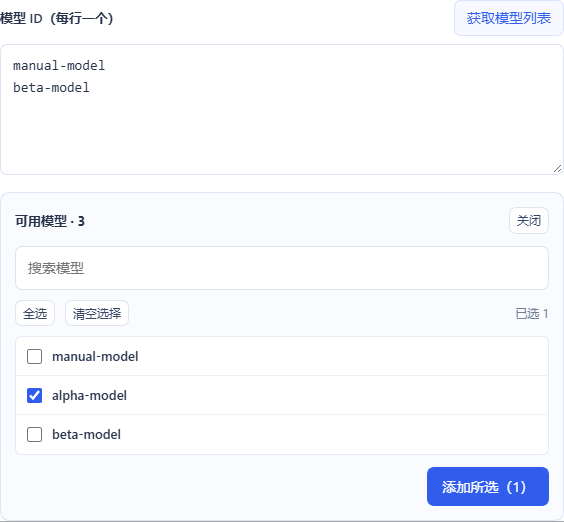 模型 ID（每行一个）
获取模型列表
manual-model
beta-model
可用模型 · 3
关闭
搜索模型
全选
清空选择
已选 1
manual-model
alpha-model
beta-model
添加所选（1）